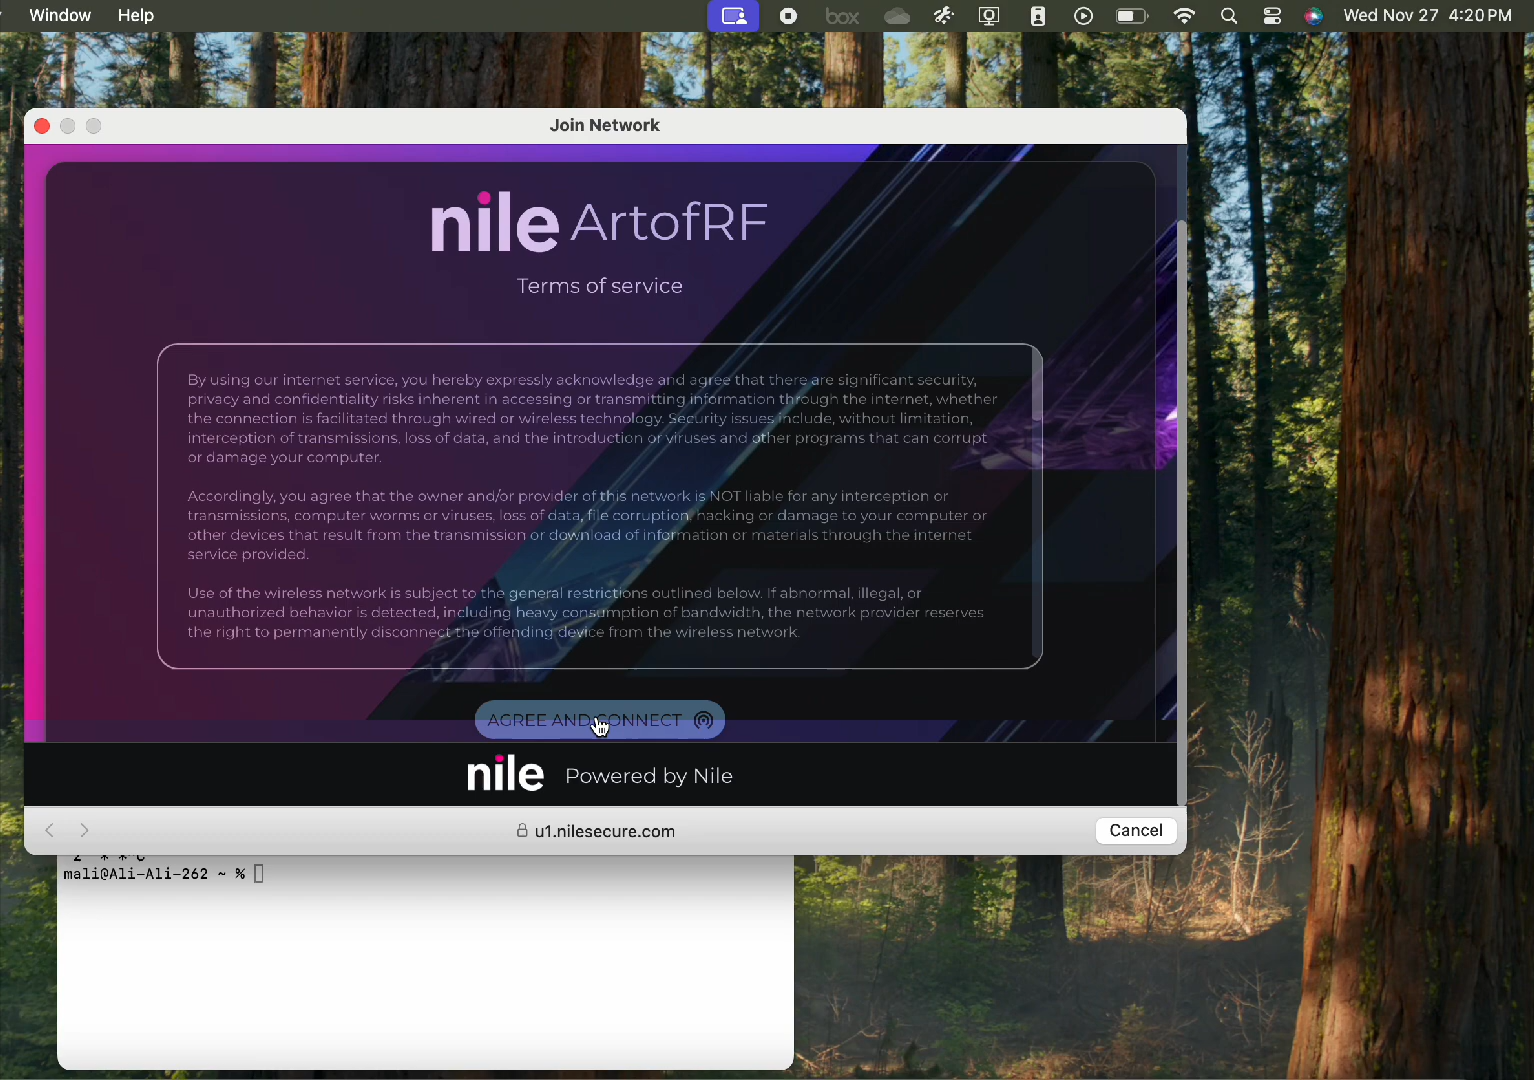 Window Help box Wed Nov 27 4:20 PM
Join Network
nile ArtofRF
Terms of service
By using our internet service, you hereby expressly acknowledge and agree that there are significant security,
privacy and confidentiality risks inherent in accessing or transmitting information through the internet, whether
the connection is facilitated through wired or wireless technology. Security issues include, without limitation,
interception of transmissions, loss of data, and the introduction or viruses and other programs that can corrupt
or damage your computer.
Accordingly, you agree that the owner and/or provider of this network is NOT liable for any interception or
transmissions, computer worms or viruses, loss of data, file corruption, hacking or damage to your computer or
other devices that result from the transmission or download of information or materials through the internet
service provided.
Use of the wireless network is subject to the general restrictions outlined below. If abnormal, illegal, or
unauthorized behavior is detected, including heavy consumption of bandwidth, the network provider reserves
the right to permanently disconnect the offending device from the wireless network.
AGREE AND CONNECT
nile Powered by Nile
u1.nilesecure.com
Cancel
mali@Ali-Ali-262 ~ %